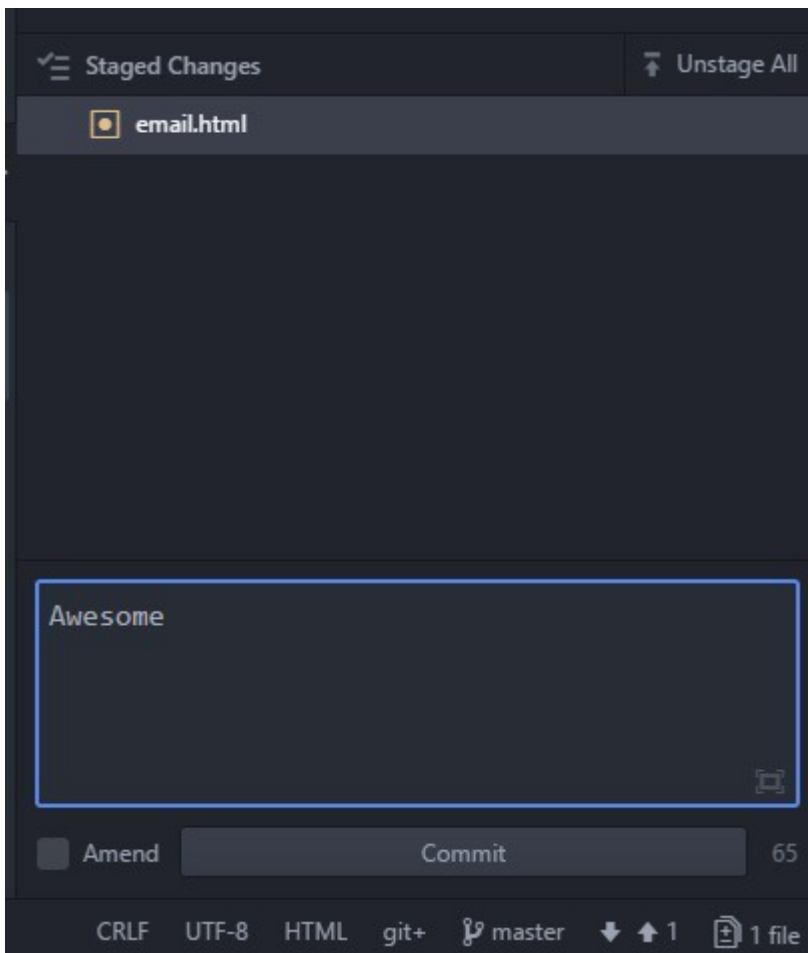 Staged Changes Unstage All
email.html
Awesome
Amend Commit 65
CRLF UTF-8 HTML git+ master 1 1 file